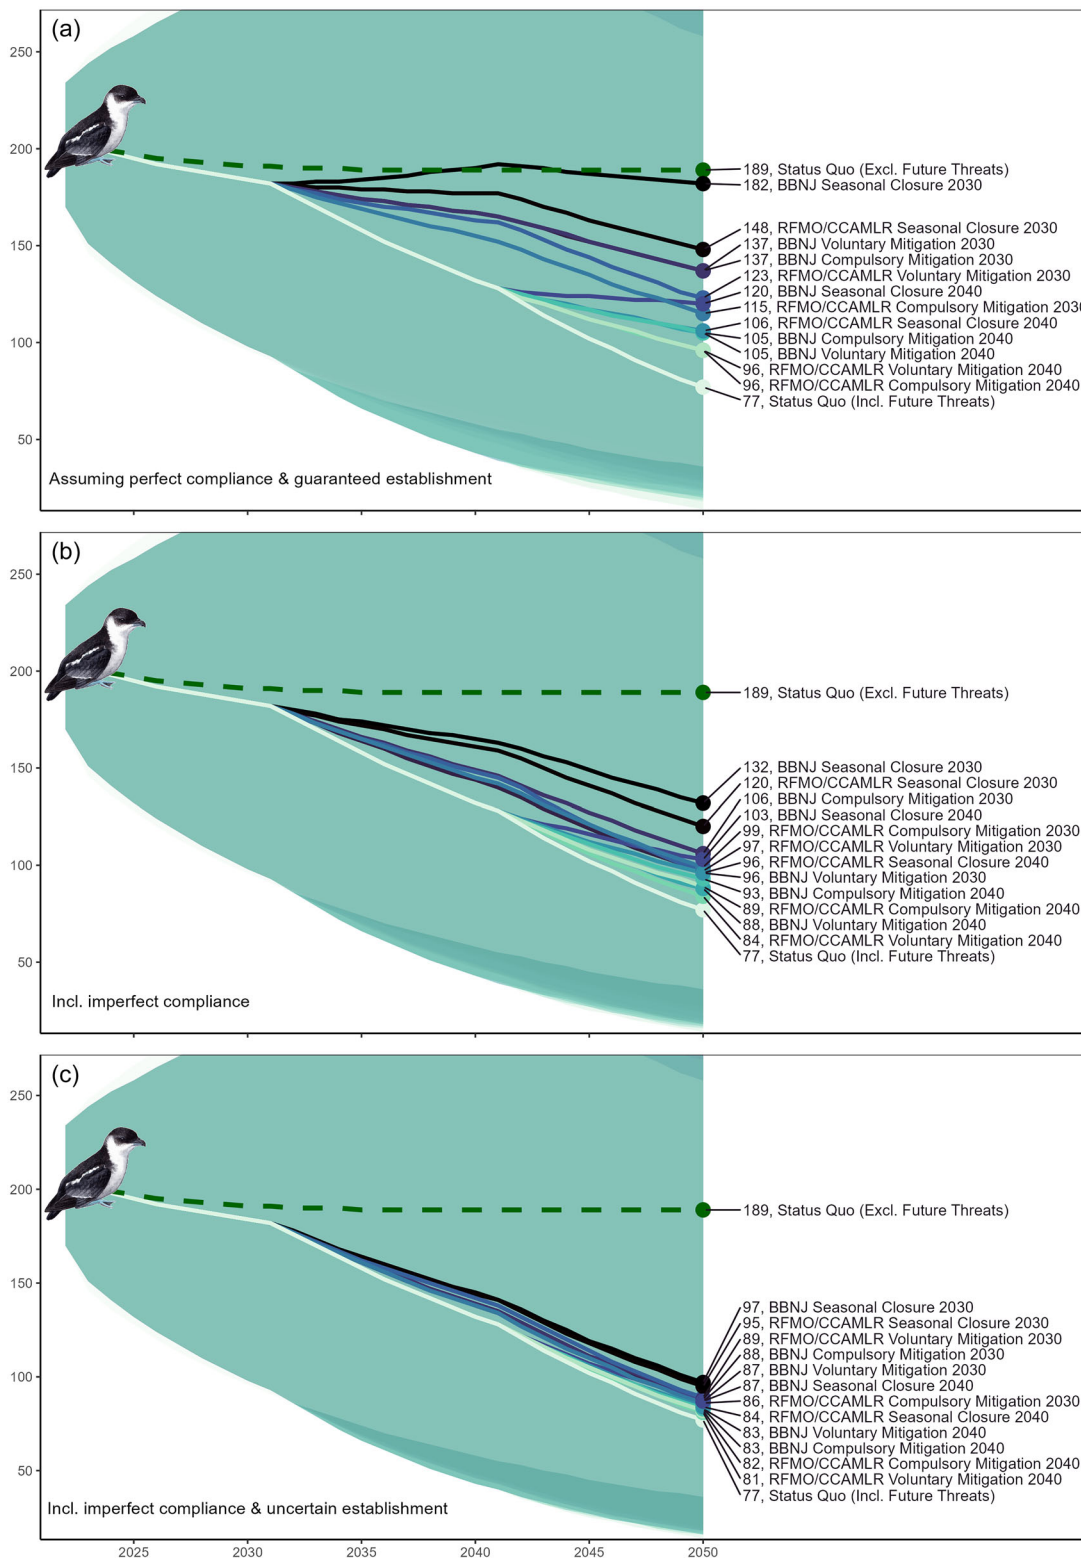 (a)
250
200
150
100
50
189, Status Quo (Excl. Future Threats)
182, BBNJ Seasonal Closure 2030
148, RFMO/CCAMLR Seasonal Closure 2030
137, BBNJ Voluntary Mitigation 2030
137, BBNJ Compulsory Mitigation 2030
123, RFMO/CCAMLR Voluntary Mitigation 2030
120, BBNJ Seasonal Closure 2040
115, RFMO/CCAMLR Compulsory Mitigation 2030
106, RFMO/CCAMLR Seasonal Closure 2040
105, BBNJ Compulsory Mitigation 2040
105, BBNJ Voluntary Mitigation 2040
96, RFMO/CCAMLR Voluntary Mitigation 2040
96, RFMO/CCAMLR Compulsory Mitigation 2040
77, Status Quo (Incl. Future Threats)
Assuming perfect compliance & guaranteed establishment
(b)
250
200
150
100
50
189, Status Quo (Excl. Future Threats)
132, BBNJ Seasonal Closure 2030
120, RFMO/CCAMLR Seasonal Closure 2030
106, BBNJ Compulsory Mitigation 2030
103, BBNJ Seasonal Closure 2040
99, RFMO/CCAMLR Compulsory Mitigation 2030
97, RFMO/CCAMLR Voluntary Mitigation 2030
96, RFMO/CCAMLR Seasonal Closure 2040
96, BBNJ Voluntary Mitigation 2030
93, BBNJ Compulsory Mitigation 2040
89, RFMO/CCAMLR Compulsory Mitigation 2040
88, BBNJ Voluntary Mitigation 2040
84, RFMO/CCAMLR Voluntary Mitigation 2040
77, Status Quo (Incl. Future Threats)
Incl. imperfect compliance
(c)
250
200
150
100
50
189, Status Quo (Excl. Future Threats)
97, BBNJ Seasonal Closure 2030
95, RFMO/CCAMLR Seasonal Closure 2030
89, RFMO/CCAMLR Voluntary Mitigation 2030
88, BBNJ Compulsory Mitigation 2030
87, BBNJ Voluntary Mitigation 2030
87, BBNJ Seasonal Closure 2040
86, RFMO/CCAMLR Compulsory Mitigation 2030
84, RFMO/CCAMLR Seasonal Closure 2040
83, BBNJ Voluntary Mitigation 2040
83, BBNJ Compulsory Mitigation 2040
82, RFMO/CCAMLR Compulsory Mitigation 2040
81, RFMO/CCAMLR Voluntary Mitigation 2040
77, Status Quo (Incl. Future Threats)
Incl. imperfect compliance & uncertain establishment
2025 2030 2035 2040 2045 2050